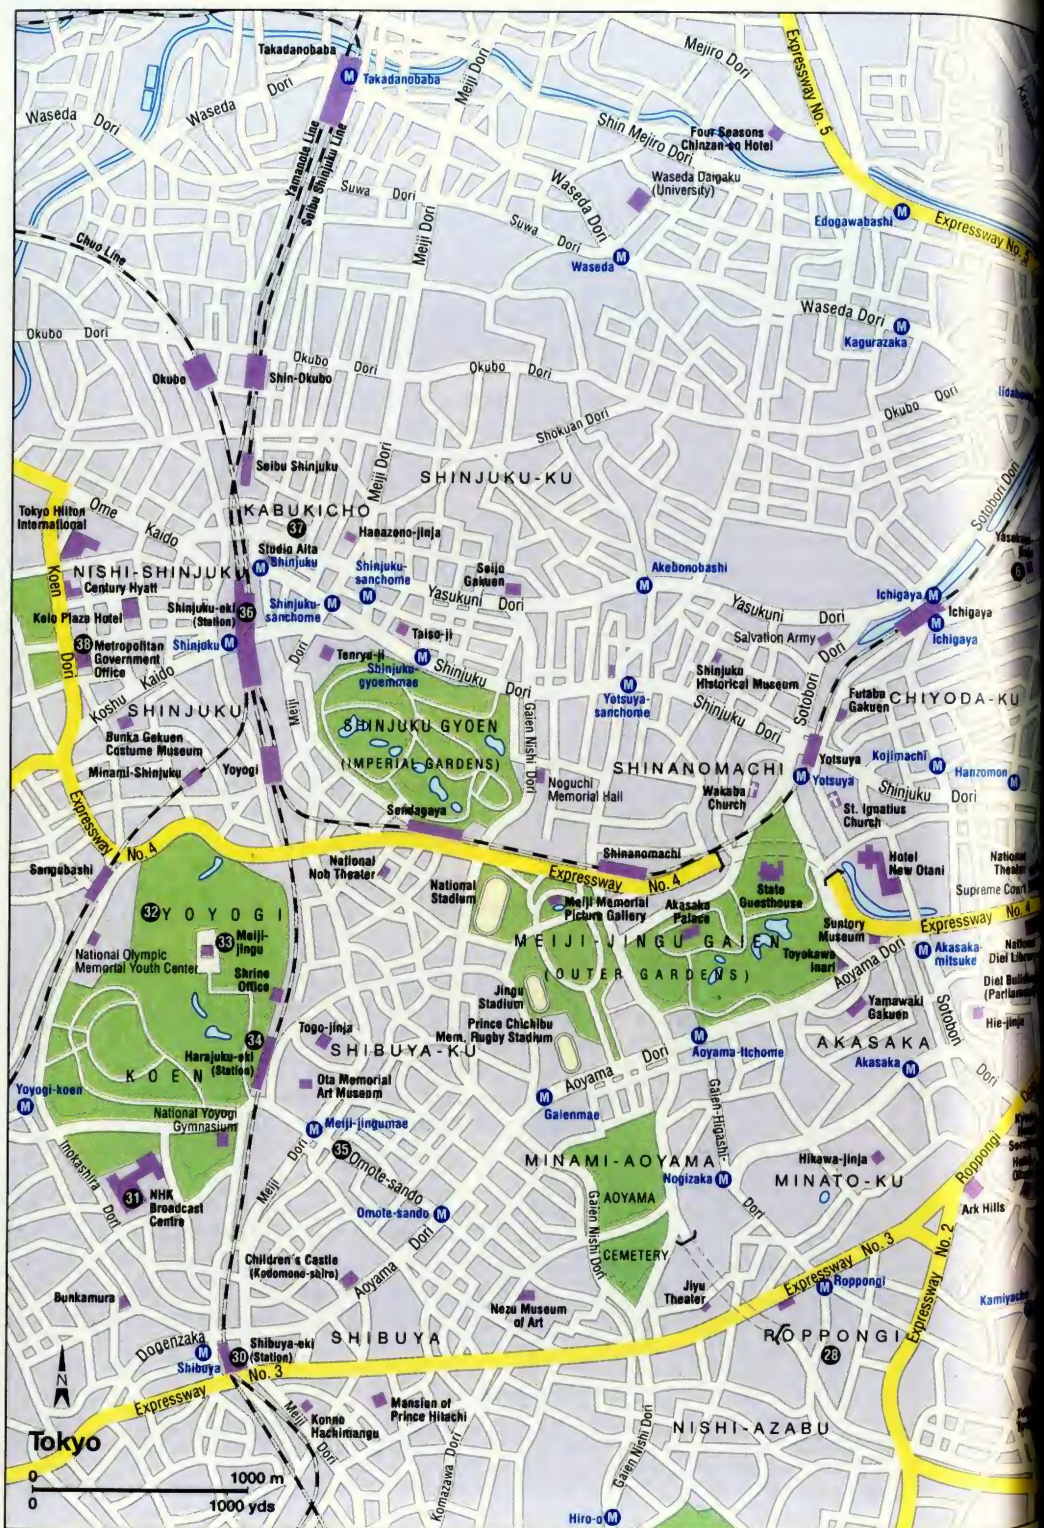 Takadanobaba
Takadanobaba
Meiji Dori
Mejiro Dori
Expressway No. 5
Waseda Dori
Waseda Dori
Yamanote Line
Seibu Shinjuku Line
Shin Mejiro Dori
Four Seasons
Chinzan-so Hotel
Waseda Daigaku
(University)
Suwa Dori
Waseda Dori
Suwa Dori
Meiji Dori
Waseda
Edogawabashi
Expressway No. 5
Chuo Line
Waseda Dori
Kagurazaka
Okubo Dori
Okubo
Shin-Okubo
Okubo Dori
Okubo Dori
Okubo Dori
Shokuan Dori
Seibu Shinjuku
Meiji Dori
SHINJUKU-KU
Sotobori Dori
Tokyo Hilton
International
Ome Kaido
KABUKICHO
37
Hanazono-jinja
Studio Alta
Shinjuku
NISHI-SHINJUKU
Century Hyatt
Shinjuku-
sanchome
Seijo
Gakuen
Akebonobashi
6
Koen Dori
Keio Plaza Hotel
Shinjuku-eki
(Station)
36
Shinjuku-
sanchome
Yasukuni Dori
Yasukuni Dori
Ichigaya
Ichigaya
Ichigaya
38
Metropolitan
Government
Office
Shinjuku
Taiso-ji
Salvation Army
Tenryu-ji
Shinjuku-
gyoemmae
Shinjuku Dori
Koshu Kaido
Meiji Dori
Yotsuya-
sanchome
Shinjuku
Historical Museum
Sotobori Dori
Futaba
Gakuen
CHIYODA-KU
SHINJUKU
SHINJUKU GYOEN
(IMPERIAL GARDENS)
Gaien Nishi Dori
Shinjuku Dori
Bunka Gakuen
Costume Museum
Minami-Shinjuku
Yoyogi
Noguchi
Memorial Hall
SHINANOMACHI
Yotsuya
Yotsuya
Kojimachi
Hanzomon
Wakaba
Church
Shinjuku Dori
St. Ignatius
Church
Sendagaya
Expressway No. 4
Sangubashi
National
Noh Theater
National
Stadium
Shinanomachi
Expressway No. 4
Hotel
New Otani
State
Guesthouse
Supreme Court
Expressway No. 4
32
YOYOGI
33
Meiji-
jingu
Meiji Memorial
Picture Gallery
Akasaka
Palace
Suntory
Museum
MEIJI-JINGU GAIEN
(OUTER GARDENS)
Toyokawa
Inari
Akasaka-
mitsuke
National Olympic
Memorial Youth Center
Shrine
Office
Aoyama Dori
Jingu
Stadium
Yamawaki
Gakuen
Sotobori Dori
Hie-jinja
34
Harajuku-eki
(Station)
Togo-jinja
SHIBUYA-KU
Prince Chichibu
Mem. Rugby Stadium
Aoyama-Itchome
AKASAKA
Akasaka
KOEN
Yoyogi-koen
Ota Memorial
Art Museum
Aoyama Dori
Gaienmae
Gaien-Higashi-
Dori
National Yoyogi
Gymnasium
Meiji-jingumae
35
Omote-sando
Meiji Dori
Inokashira Dori
31
NHK
Broadcast
Centre
Omote-sando
MINAMI-AOYAMA
Nogizaka
Hikawa-jinja
MINATO-KU
Roppongi
Ark Hills
AOYAMA
CEMETERY
Gaien Nishi Dori
Children's Castle
(Kodomono-shiro)
Aoyama Dori
Expressway No. 3
Expressway No. 2
Bunkamura
Nezu Museum
of Art
Jiyu
Theater
Roppongi
ROPPONGI
28
Dogenzaka
Shibuya
30
Shibuya-eki
(Station)
SHIBUYA
N
Expressway No. 3
Meiji Dori
Konno
Hachimangu
Mansion of
Prince Hitachi
Komazawa Dori
Gaien Nishi Dori
NISHI-AZABU
Tokyo
0 1000 m
0 1000 yds
Hiro-o